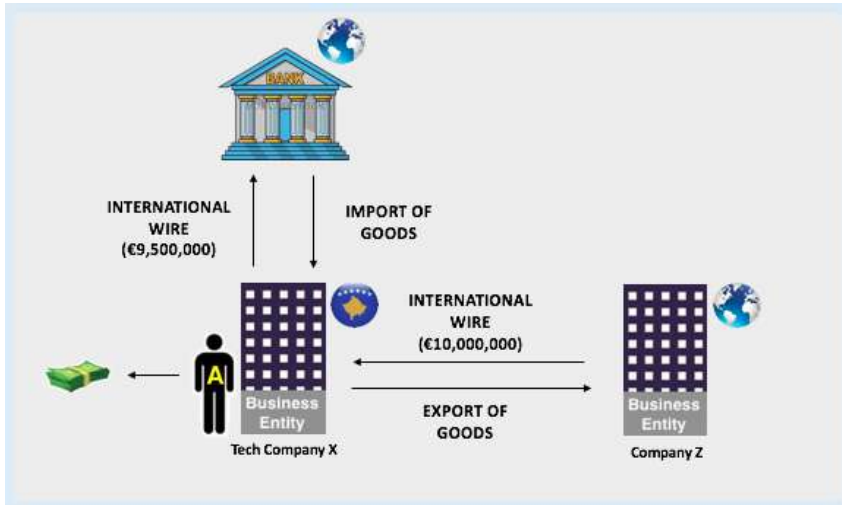 BANK
INTERNATIONAL
WIRE
(€9,500,000)
IMPORT OF
GOODS
INTERNATIONAL
WIRE
(€10,000,000)
A
EXPORT OF
GOODS
Business
Entity
Tech Company X
Business
Entity
Company Z